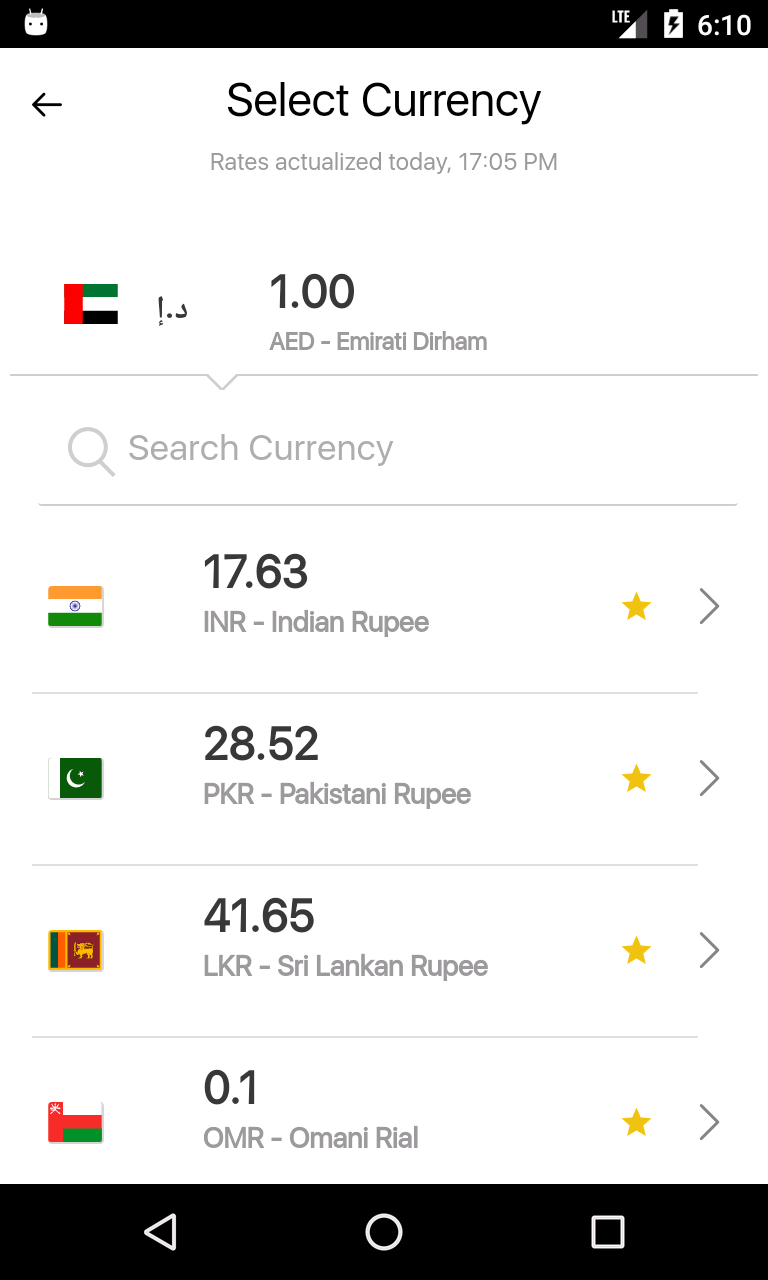 LTE 6:10
Select Currency
Rates actualized today, 17:05 PM
د.إ 1.00
AED - Emirati Dirham
Search Currency
17.63
INR - Indian Rupee
28.52
PKR - Pakistani Rupee
41.65
LKR - Sri Lankan Rupee
0.1
OMR - Omani Rial